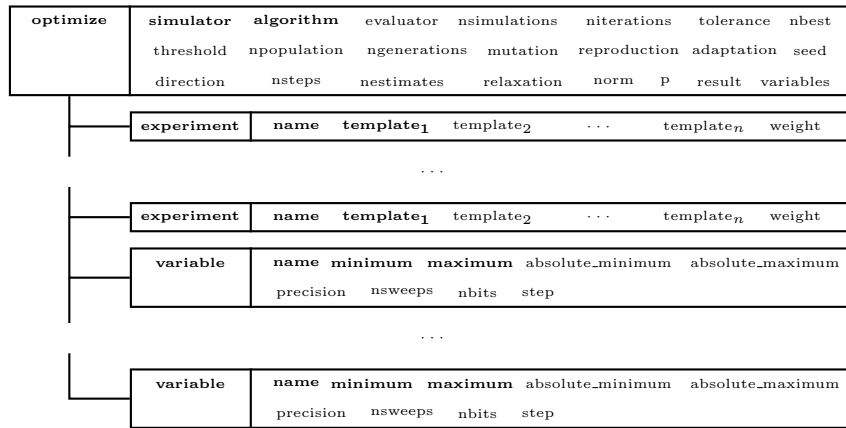 optimize simulator algorithm evaluator nsimulations niterations tolerance nbest
threshold npopulation ngenerations mutation reproduction adaptation seed
direction nsteps nestimates relaxation norm p result variables
experiment name template₁ template₂ ··· templateₙ weight
···
experiment name template₁ template₂ ··· templateₙ weight
variable name minimum maximum absolute_minimum absolute_maximum
precision nsweeps nbits step
···
variable name minimum maximum absolute_minimum absolute_maximum
precision nsweeps nbits step